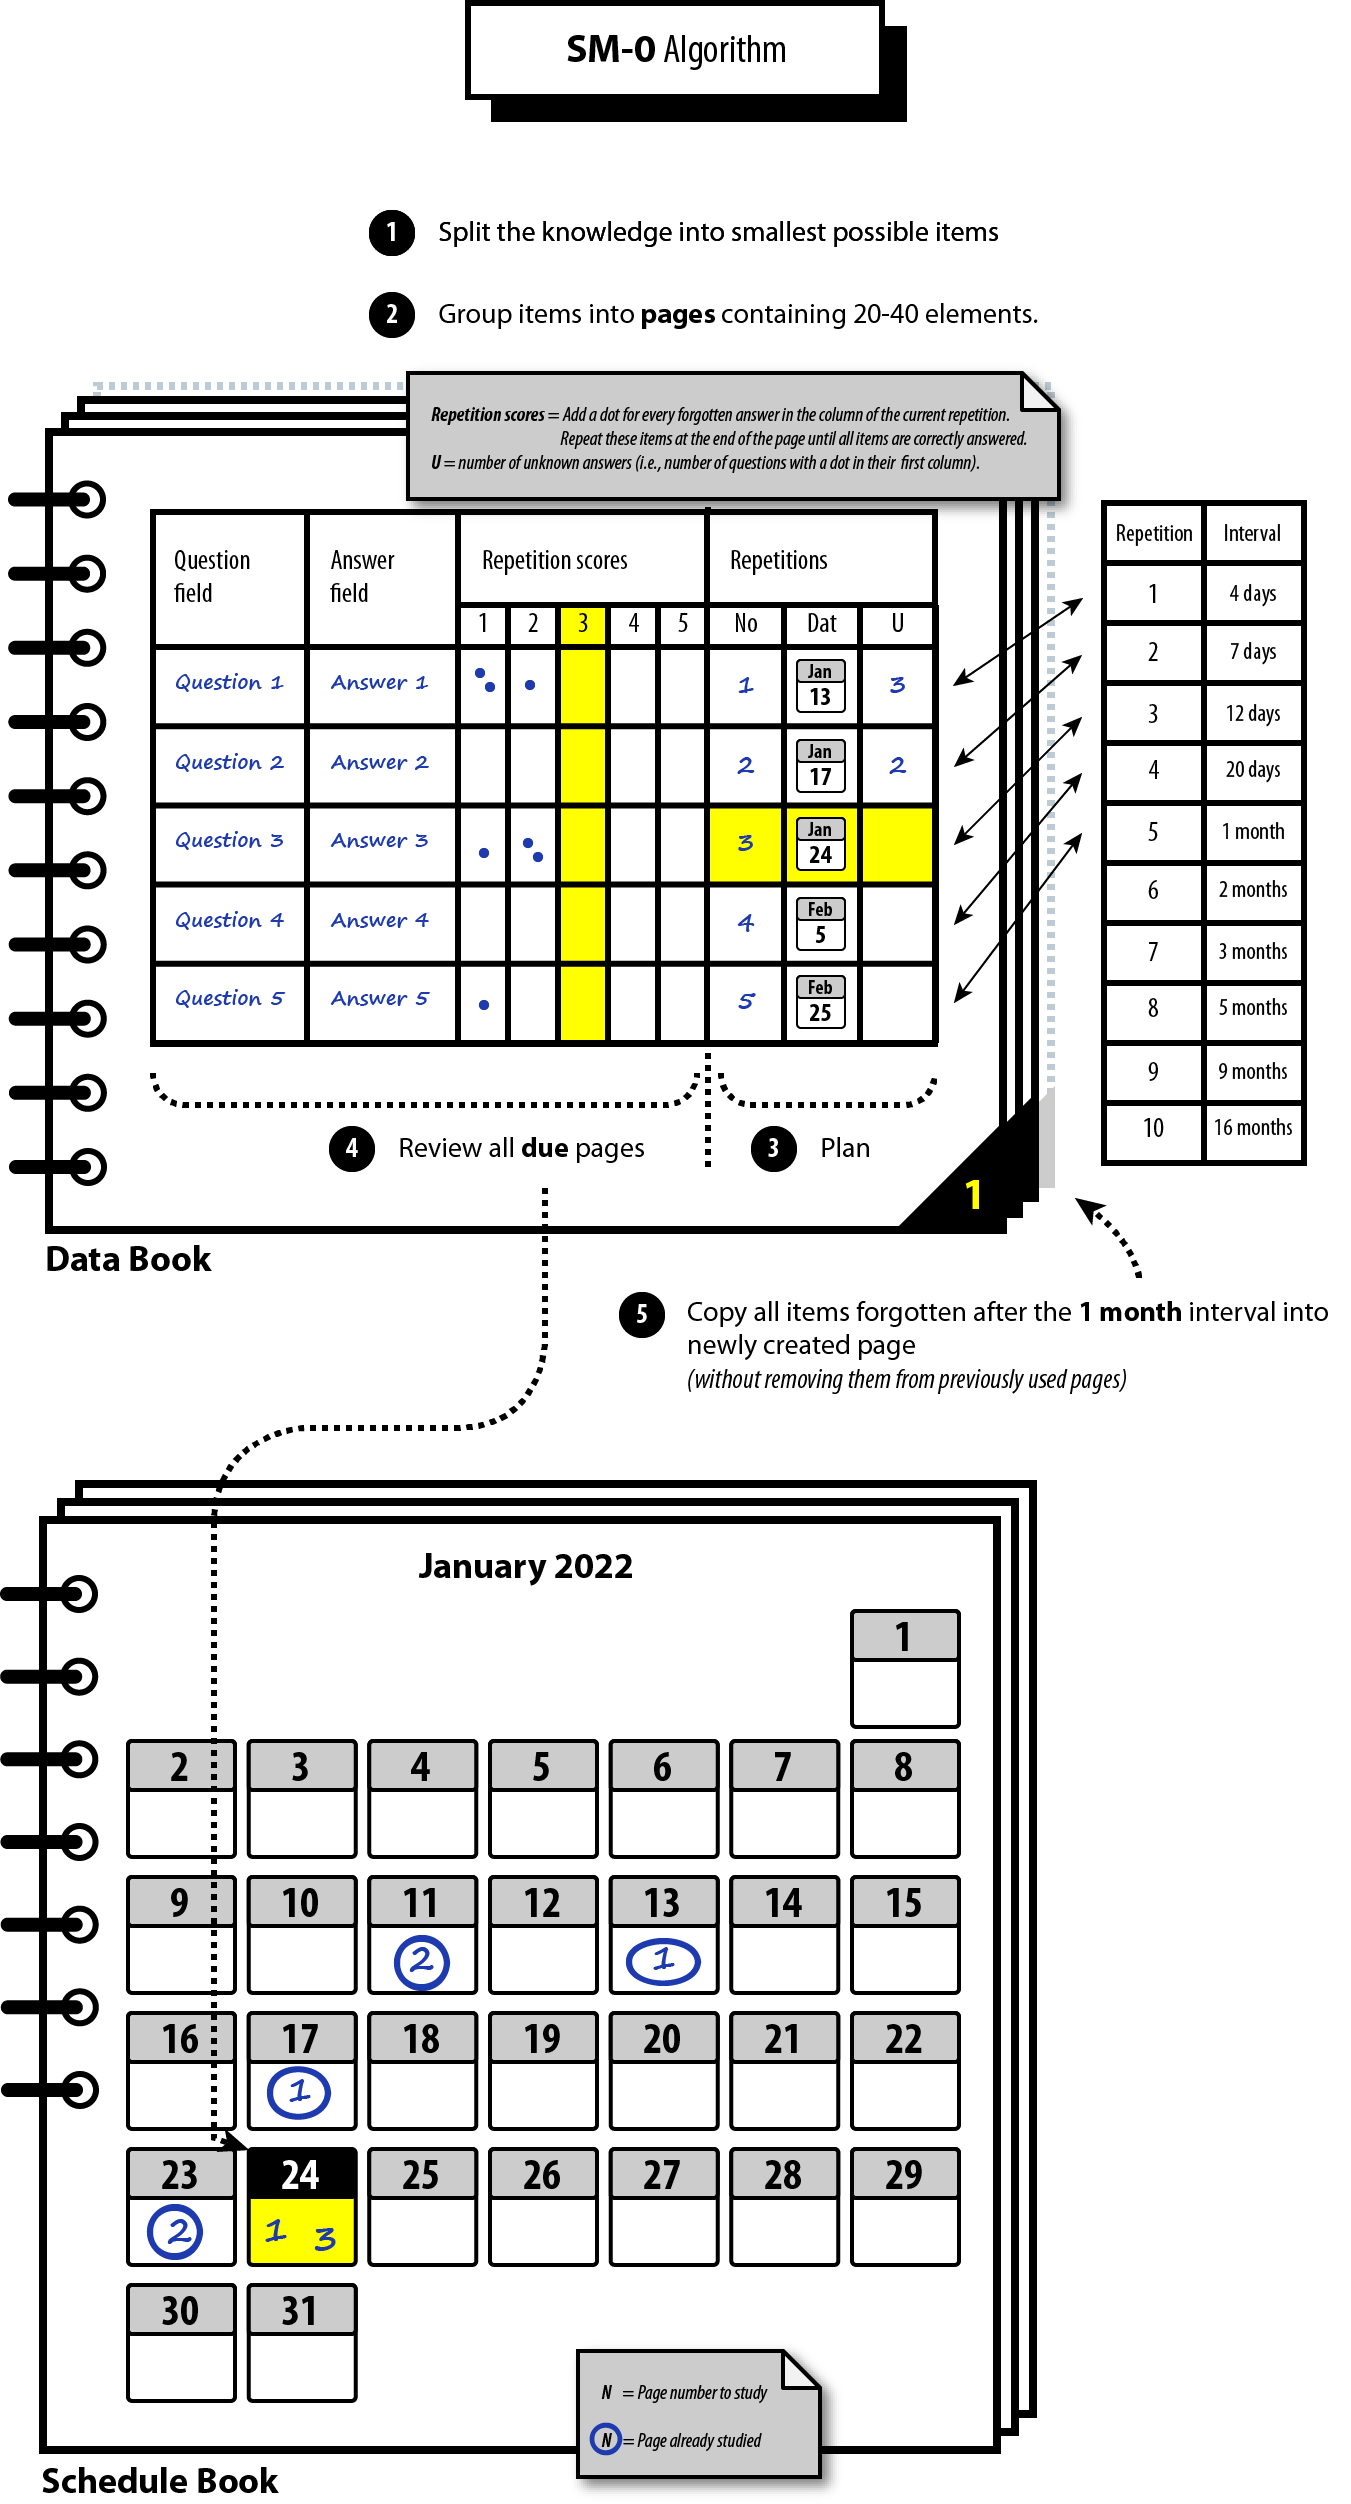 SM-0 Algorithm
1 Split the knowledge into smallest possible items
2 Group items into pages containing 20-40 elements.
Repetition scores = Add a dot for every forgotten answer in the column of the current repetition.
Repeat these items at the end of the page until all items are correctly answered.
U = number of unknown answers (i.e., number of questions with a dot in their first column).
Question field Answer field Repetition scores Repetitions
1 2 3 4 5 No Dat U
Question 1 Answer 1 1 Jan 13 3
Question 2 Answer 2 2 Jan 17 2
Question 3 Answer 3 3 Jan 24
Question 4 Answer 4 4 Feb 5
Question 5 Answer 5 5 Feb 25
Repetition Interval
1 4 days
2 7 days
3 12 days
4 20 days
5 1 month
6 2 months
7 3 months
8 5 months
9 9 months
10 16 months
4 Review all due pages
3 Plan
1
Data Book
5 Copy all items forgotten after the 1 month interval into
newly created page
(without removing them from previously used pages)
January 2022
1
2 3 4 5 6 7 8
9 10 11 12 13 14 15
2 1
16 17 18 19 20 21 22
1
23 24 25 26 27 28 29
2 1 3
30 31
N = Page number to study
N = Page already studied
Schedule Book